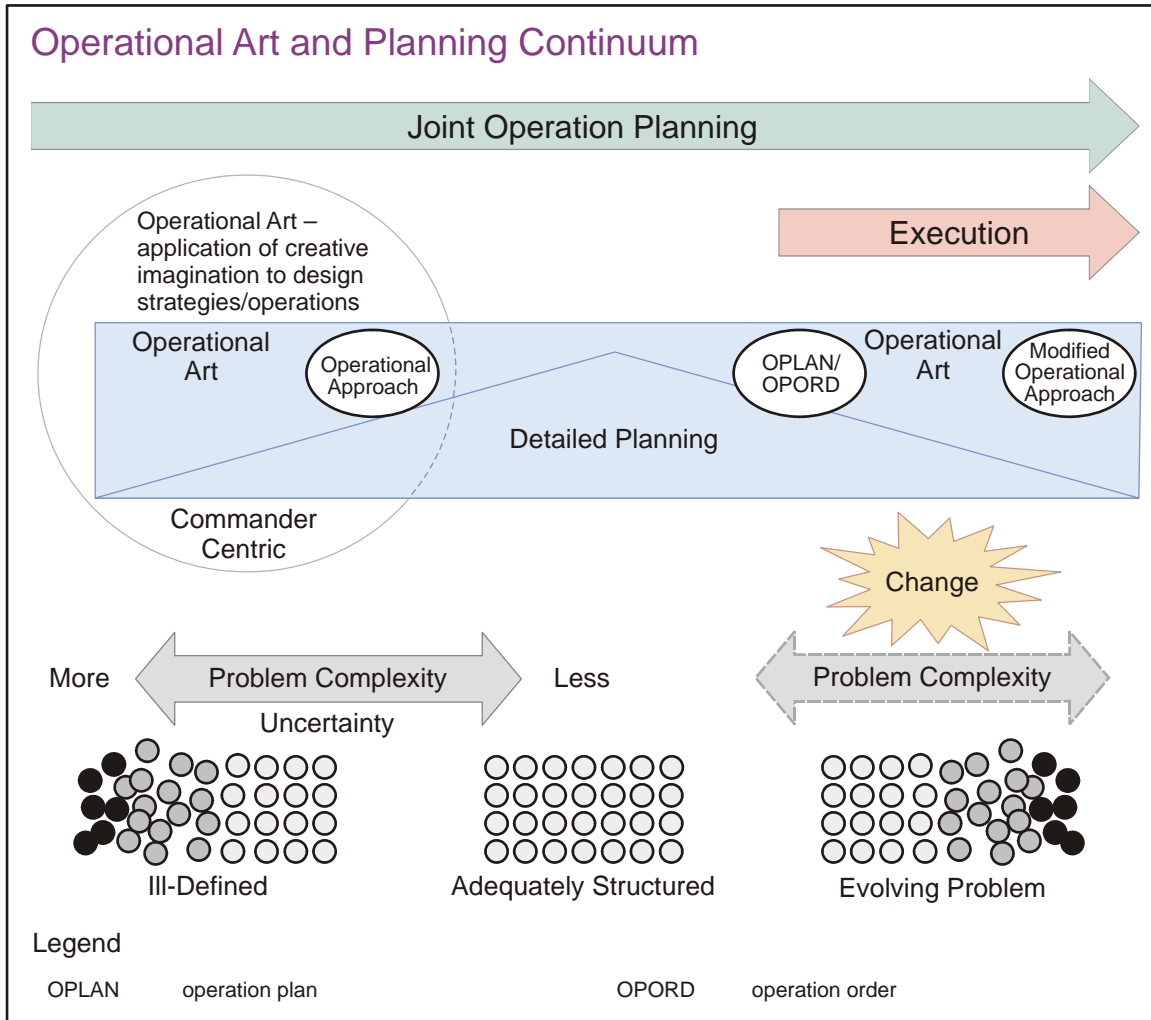 Operational Art and Planning Continuum
Joint Operation Planning
Operational Art –
application of creative
imagination to design
strategies/operations
Execution
Operational
Art
Operational
Approach
OPLAN/
OPORD
Operational
Art
Modified
Operational
Approach
Detailed Planning
Commander
Centric
Change
More
Problem Complexity
Less
Problem Complexity
Uncertainty
Ill-Defined
Adequately Structured
Evolving Problem
Legend
OPLAN operation plan
OPORD operation order